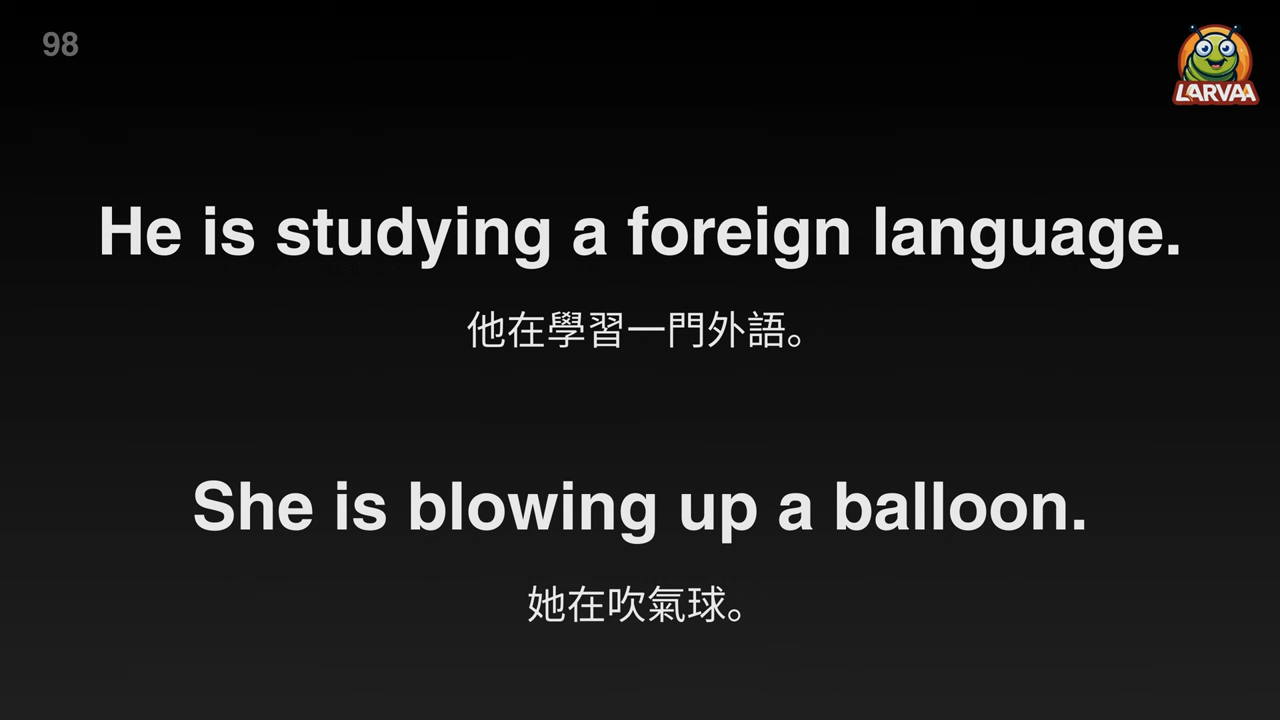 98
LARVAA
He is studying a foreign language.
他在學習一門外語。
She is blowing up a balloon.
她在吹氣球。